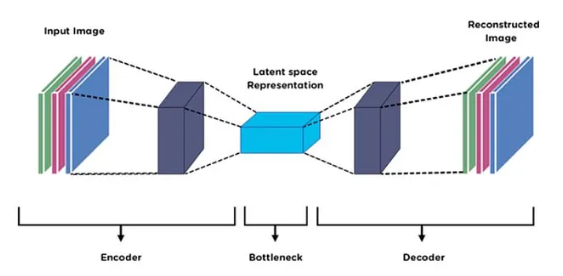 Input Image
Reconstructed
Image
Latent space
Representation
Encoder
Bottleneck
Decoder